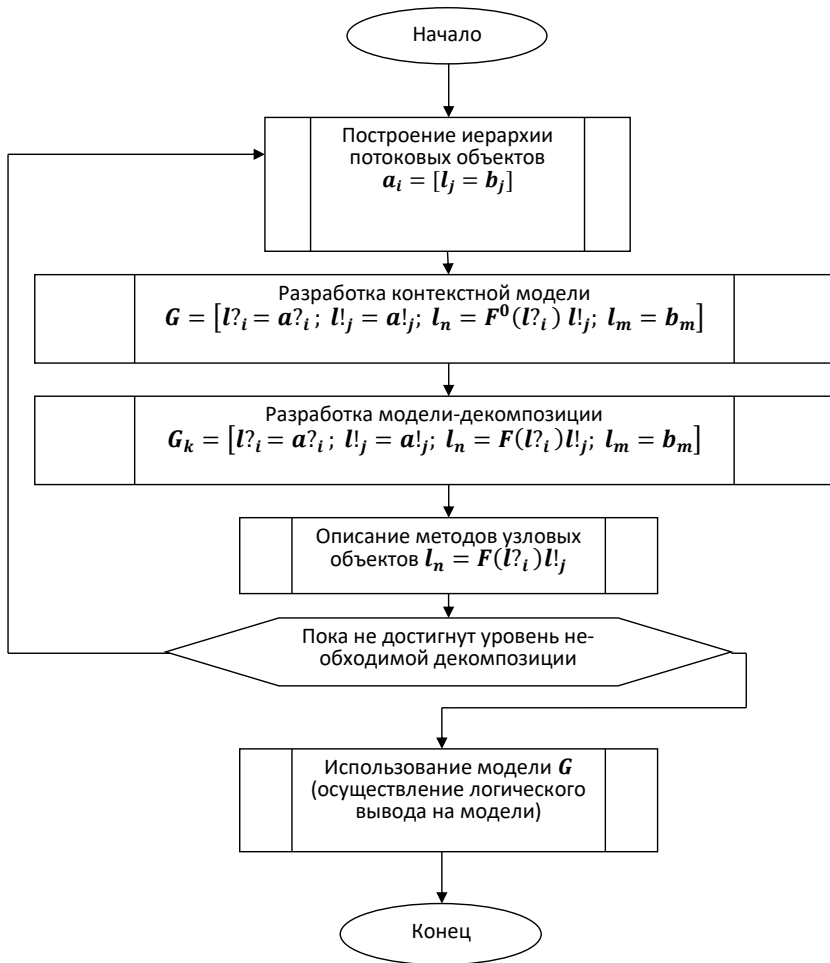 Начало
Построение иерархии
потоковых объектов
aᵢ = [lⱼ = bⱼ]
Разработка контекстной модели
G = [l?ᵢ = a?ᵢ; l!ⱼ = a!ⱼ; lₙ = F⁰(l?ᵢ) l!ⱼ; lₘ = bₘ]
Разработка модели-декомпозиции
Gₖ = [l?ᵢ = a?ᵢ; l!ⱼ = a!ⱼ; lₙ = F(l?ᵢ)l!ⱼ; lₘ = bₘ]
Описание методов узловых
объектов lₙ = F(l?ᵢ)l!ⱼ
Пока не достигнут уровень не-
обходимой декомпозиции
Использование модели G
(осуществление логического
вывода на модели)
Конец